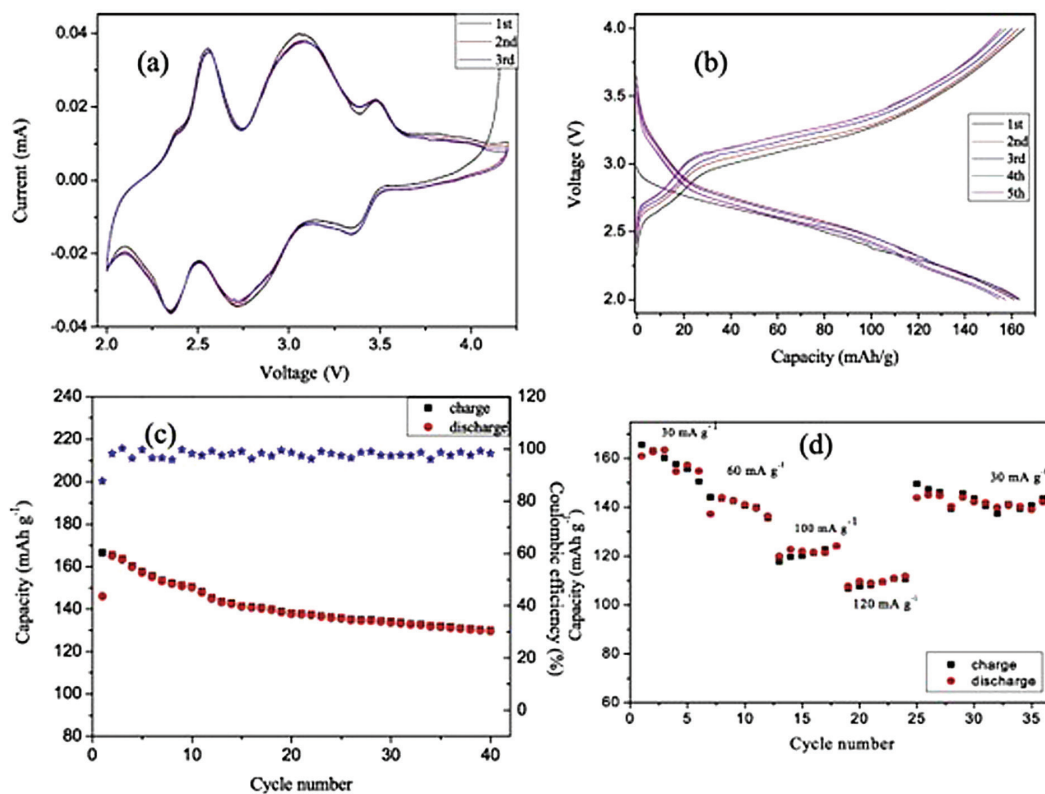 (a)
1st
2nd
3rd
0.04
0.02
0.00
-0.02
-0.04
Current (mA)
2.0
2.5
3.0
3.5
4.0
Voltage (V)
(b)
1st
2nd
3rd
4th
5th
4.0
3.5
3.0
2.5
2.0
Voltage (V)
0
20
40
60
80
100
120
140
160
Capacity (mAh/g)
(c)
charge
discharge
240
220
200
180
160
140
120
100
80
Capacity (mAh g⁻¹)
120
100
80
60
40
20
0
Coulombic efficiency (%)
0
10
20
30
40
Cycle number
(d)
30 mA g⁻¹
60 mA g⁻¹
100 mA g⁻¹
120 mA g⁻¹
30 mA g⁻¹
charge
discharge
160
140
120
100
80
60
Capacity (mAh g⁻¹)
0
5
10
15
20
25
30
35
Cycle number